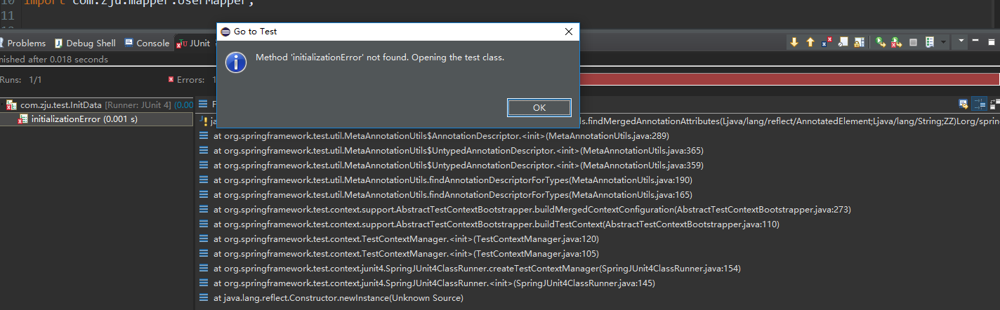 10 import com.zju.mapper.UserMapper;
11
Go to Test
Method 'initializationError' not found. Opening the test class.
OK
Problems Debug Shell Console JUnit
nished after 0.018 seconds
Runs: 1/1 Errors: 1
com.zju.test.InitData [Runner: JUnit 4] (0.00
initializationError (0.001 s)
F
ja
ls.findMergedAnnotationAttributes(Ljava/lang/reflect/AnnotatedElement;Ljava/lang/String;ZZ)Lorg/spring
at org.springframework.test.util.MetaAnnotationUtils$AnnotationDescriptor.<init>(MetaAnnotationUtils.java:289)
at org.springframework.test.util.MetaAnnotationUtils$UntypedAnnotationDescriptor.<init>(MetaAnnotationUtils.java:365)
at org.springframework.test.util.MetaAnnotationUtils$UntypedAnnotationDescriptor.<init>(MetaAnnotationUtils.java:359)
at org.springframework.test.util.MetaAnnotationUtils.findAnnotationDescriptorForTypes(MetaAnnotationUtils.java:190)
at org.springframework.test.util.MetaAnnotationUtils.findAnnotationDescriptorForTypes(MetaAnnotationUtils.java:165)
at org.springframework.test.context.support.AbstractTestContextBootstrapper.buildMergedContextConfiguration(AbstractTestContextBootstrapper.java:273)
at org.springframework.test.context.support.AbstractTestContextBootstrapper.buildTestContext(AbstractTestContextBootstrapper.java:110)
at org.springframework.test.context.TestContextManager.<init>(TestContextManager.java:120)
at org.springframework.test.context.TestContextManager.<init>(TestContextManager.java:105)
at org.springframework.test.context.junit4.SpringJUnit4ClassRunner.createTestContextManager(SpringJUnit4ClassRunner.java:154)
at org.springframework.test.context.junit4.SpringJUnit4ClassRunner.<init>(SpringJUnit4ClassRunner.java:145)
at java.lang.reflect.Constructor.newInstance(Unknown Source)